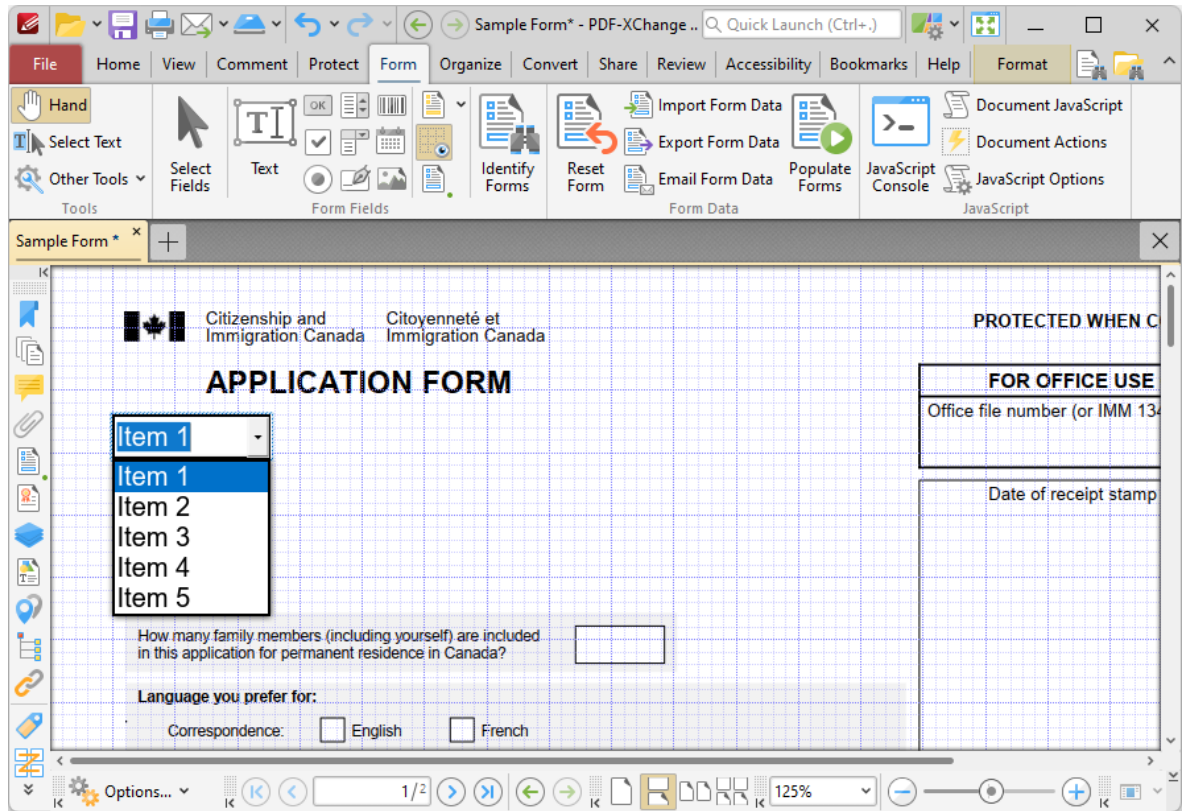 Sample Form* - PDF-XChange ..
Quick Launch (Ctrl+.)
File Home View Comment Protect Form Organize Convert Share Review Accessibility Bookmarks Help Format
Hand
Select Text
Other Tools
Tools
Select Fields
Text
OK
Form Fields
Identify Forms
Reset Form
Import Form Data
Export Form Data
Email Form Data
Populate Forms
Form Data
JavaScript Console
Document JavaScript
Document Actions
JavaScript Options
JavaScript
Sample Form *
Citizenship and
Immigration Canada
Citoyenneté et
Immigration Canada
PROTECTED WHEN C
APPLICATION FORM
FOR OFFICE USE
Office file number (or IMM 134
Date of receipt stamp
Item 1
Item 1
Item 2
Item 3
Item 4
Item 5
How many family members (including yourself) are included
in this application for permanent residence in Canada?
Language you prefer for:
Correspondence: English French
Options...
1/2
125%